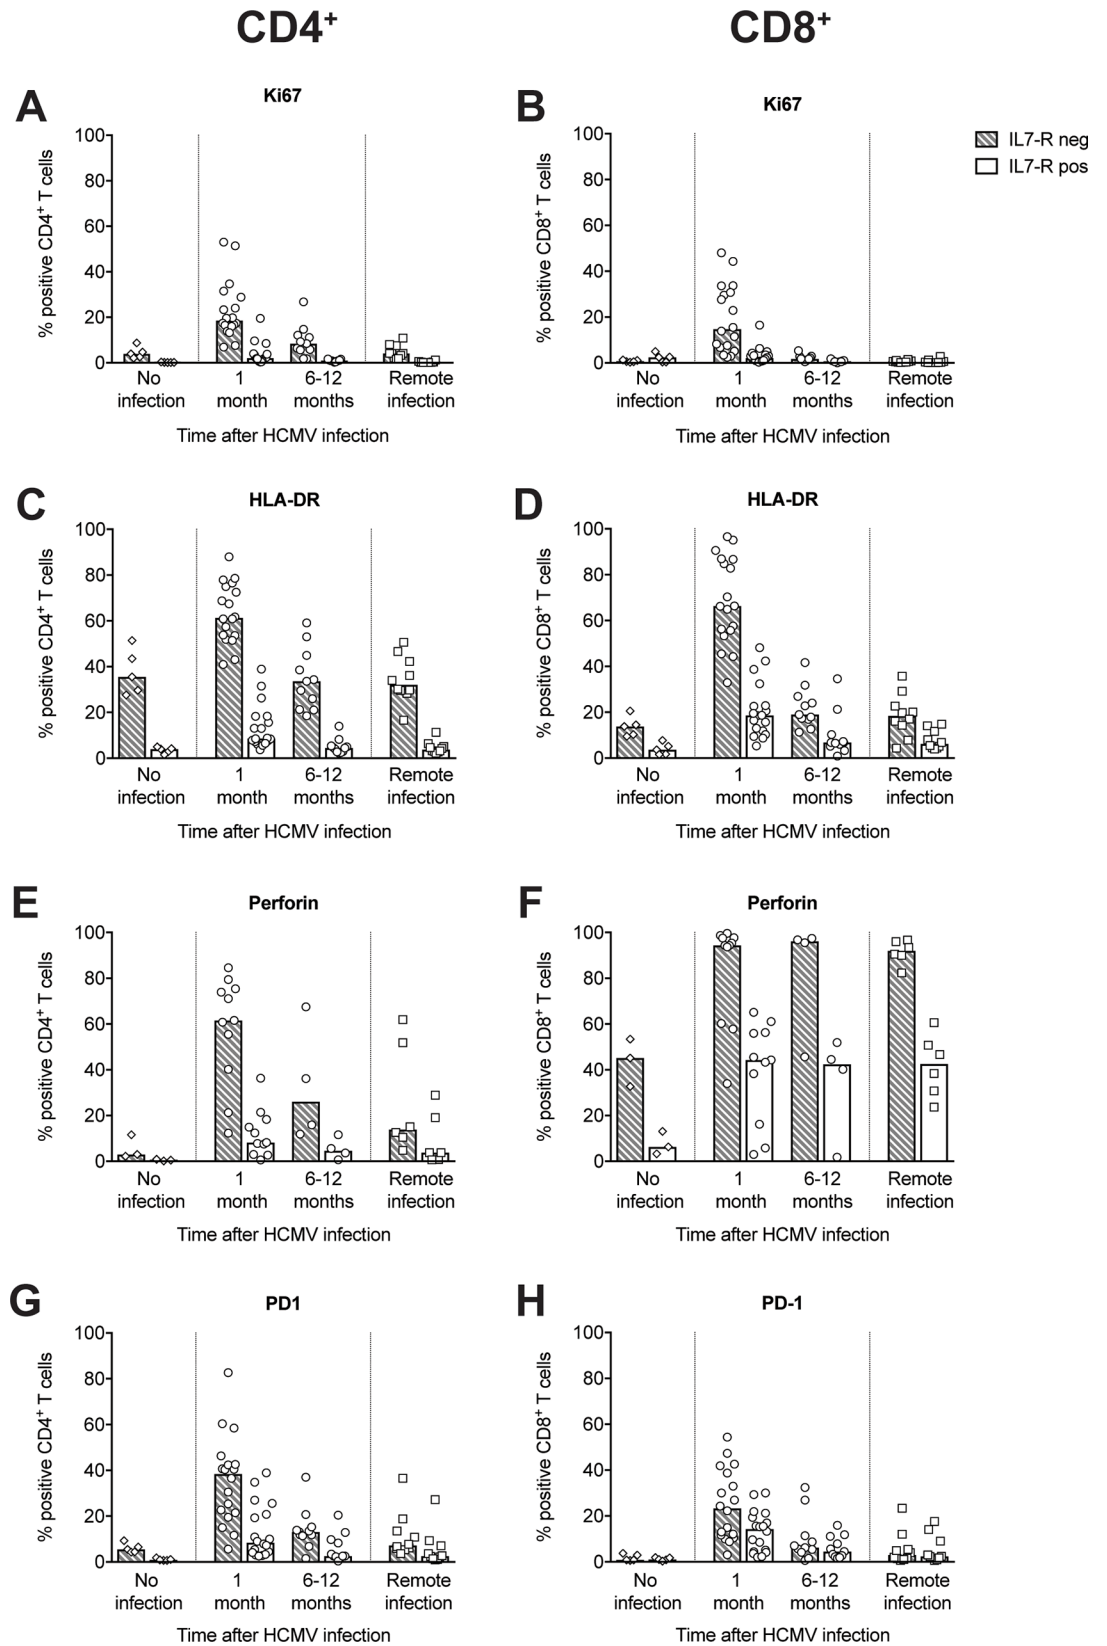 CD4+
CD8+
A
Ki67
% positive CD4+ T cells
100
80
60
40
20
0
No infection
1 month
6-12 months
Remote infection
Time after HCMV infection
B
Ki67
% positive CD8+ T cells
100
80
60
40
20
0
No infection
1 month
6-12 months
Remote infection
Time after HCMV infection
IL7-R neg
IL7-R pos
C
HLA-DR
% positive CD4+ T cells
100
80
60
40
20
0
No infection
1 month
6-12 months
Remote infection
Time after HCMV infection
D
HLA-DR
% positive CD8+ T cells
100
80
60
40
20
0
No infection
1 month
6-12 months
Remote infection
Time after HCMV infection
E
Perforin
% positive CD4+ T cells
100
80
60
40
20
0
No infection
1 month
6-12 months
Remote infection
Time after HCMV infection
F
Perforin
% positive CD8+ T cells
100
80
60
40
20
0
No infection
1 month
6-12 months
Remote infection
Time after HCMV infection
G
PD1
% positive CD4+ T cells
100
80
60
40
20
0
No infection
1 month
6-12 months
Remote infection
Time after HCMV infection
H
PD-1
% positive CD8+ T cells
100
80
60
40
20
0
No infection
1 month
6-12 months
Remote infection
Time after HCMV infection